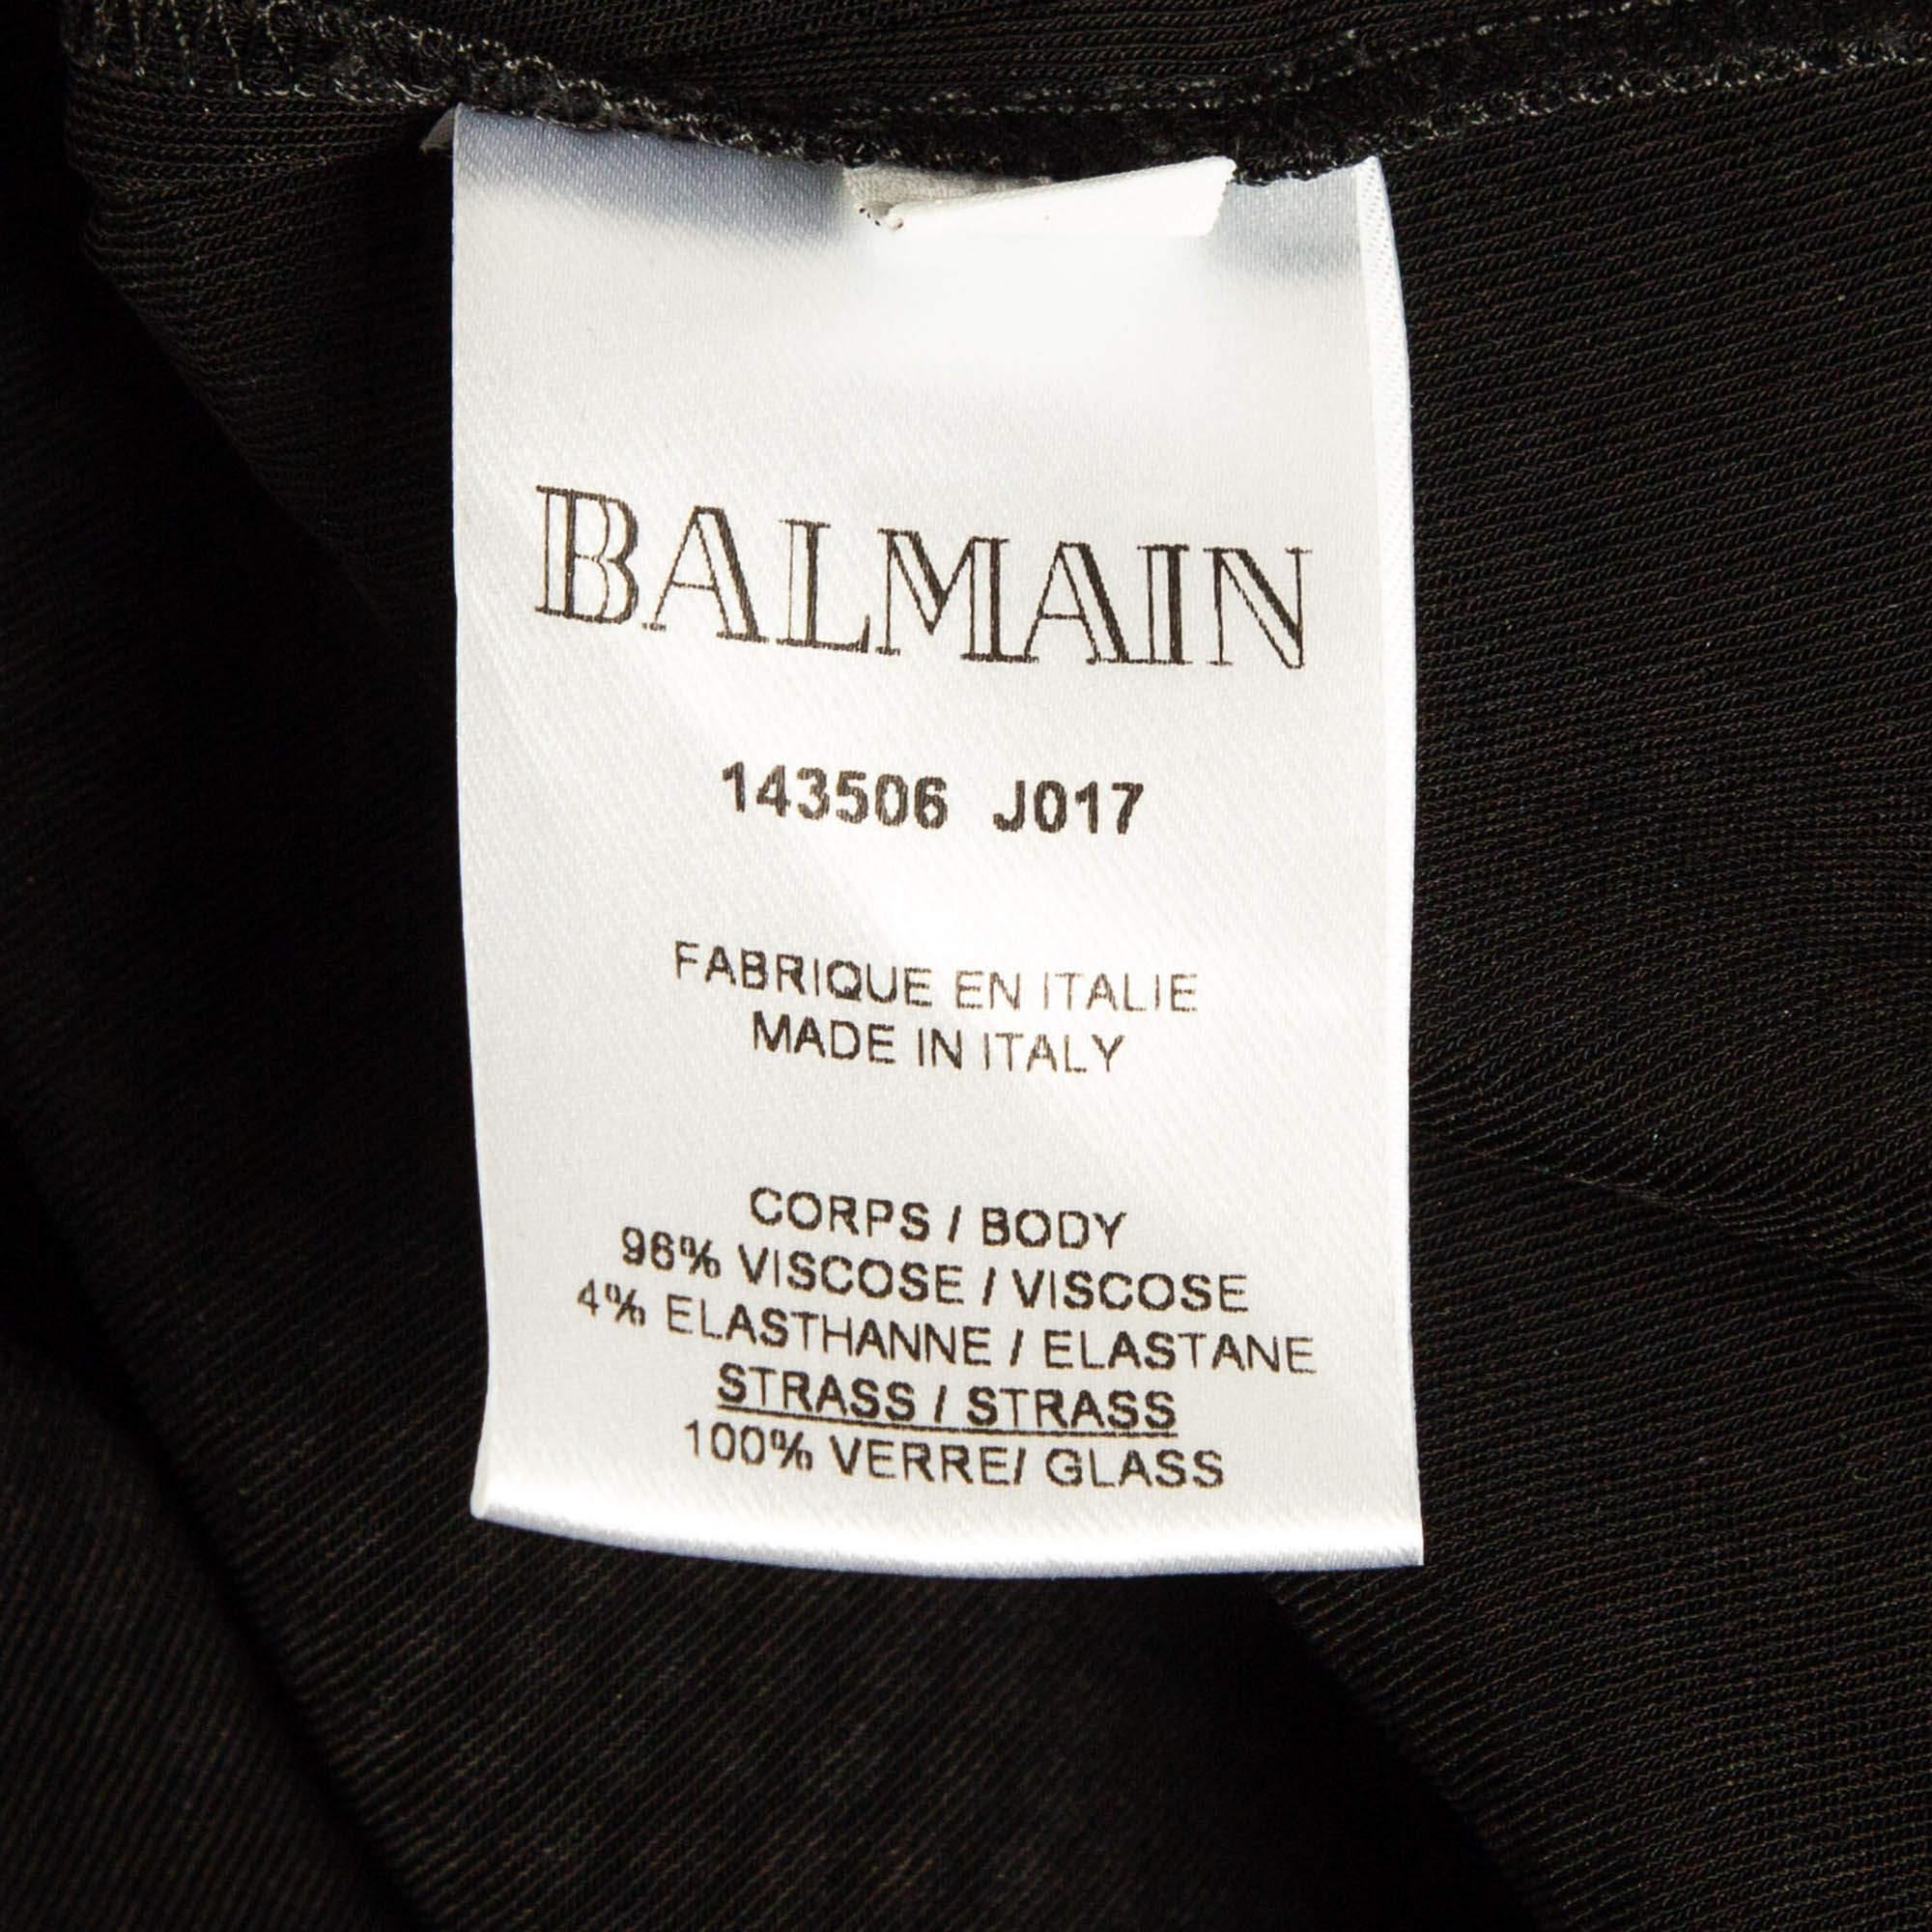 BALMAIN
143506 J017
FABRIQUE EN ITALIE
MADE IN ITALY
CORPS / BODY
96% VISCOSE / VISCOSE
4% ELASTHANNE / ELASTANE
STRASS / STRASS
100% VERRE/ GLASS